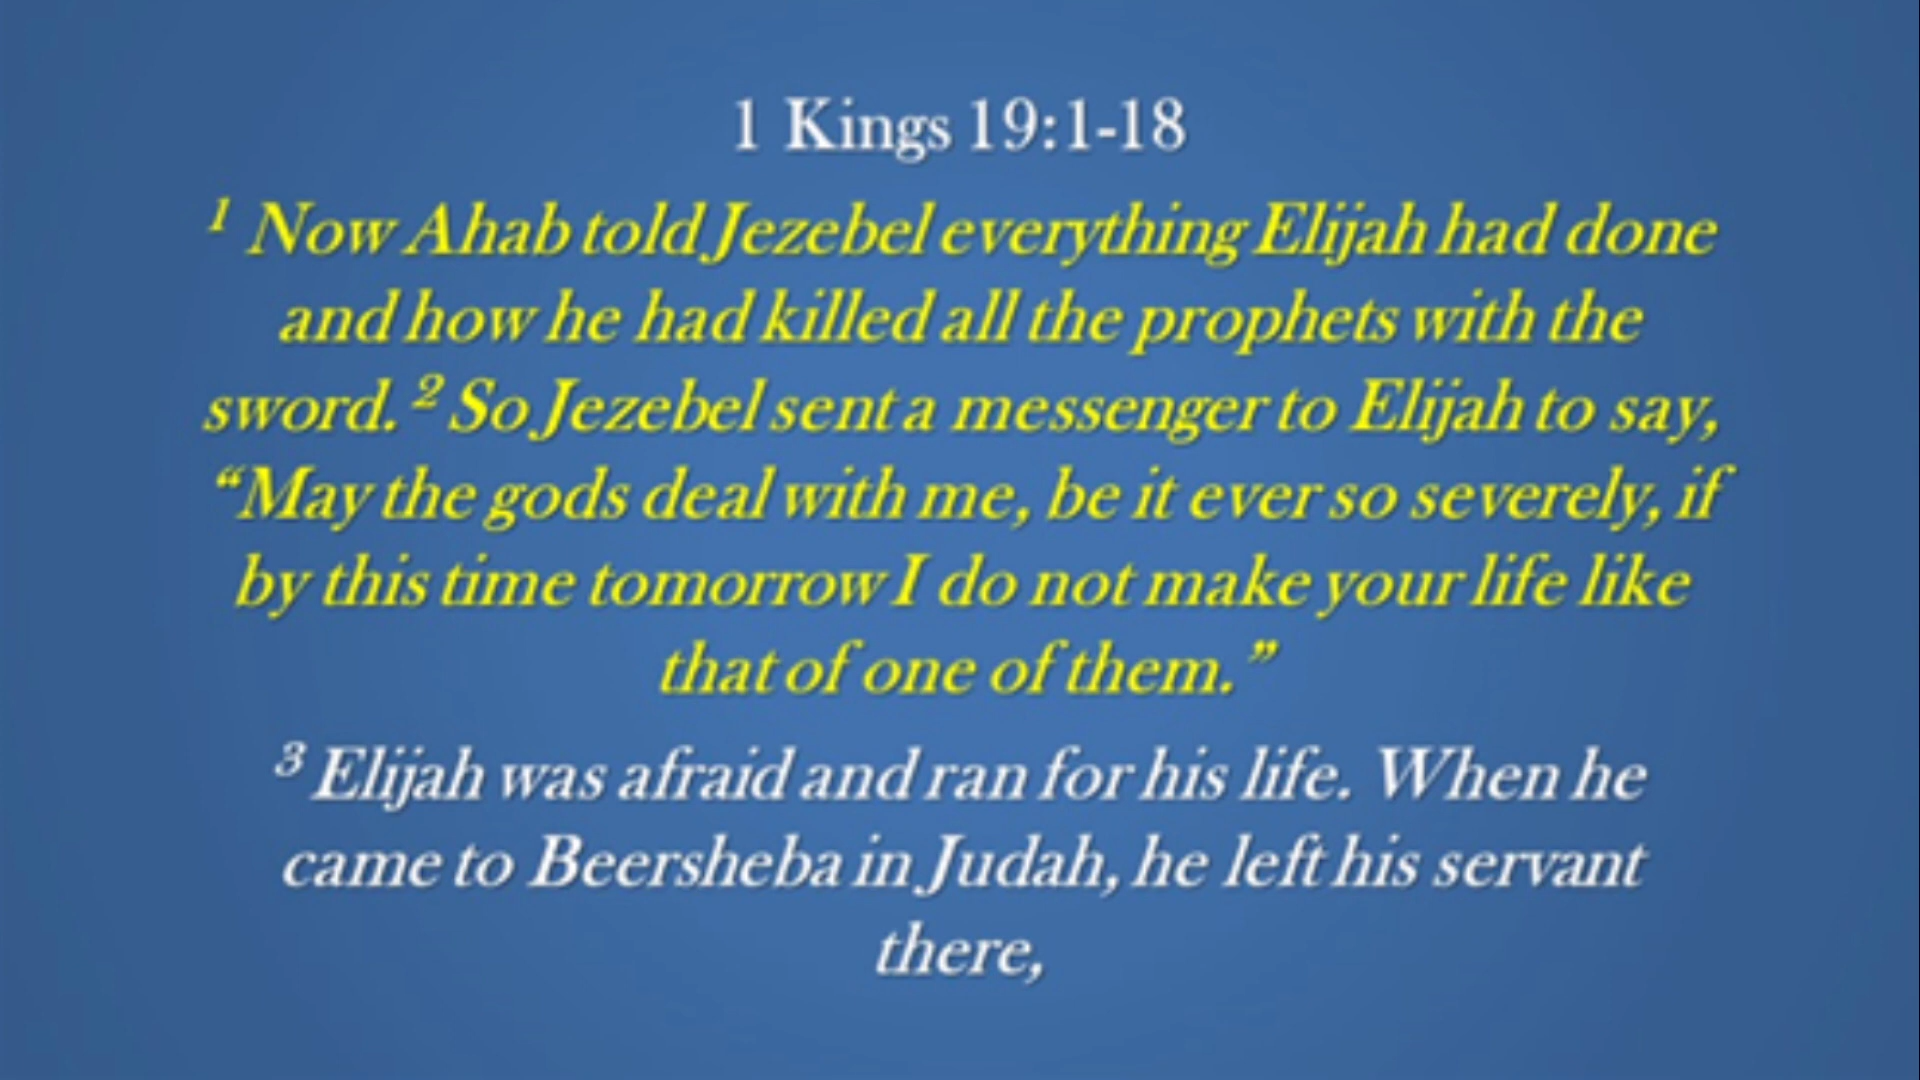 1 Kings 19:1-18
1 Now Ahab told Jezebel everything Elijah had done
and how he had killed all the prophets with the
sword. 2 So Jezebel sent a messenger to Elijah to say,
“May the gods deal with me, be it ever so severely, if
by this time tomorrow I do not make your life like
that of one of them.”
3 Elijah was afraid and ran for his life. When he
came to Beersheba in Judah, he left his servant
there,